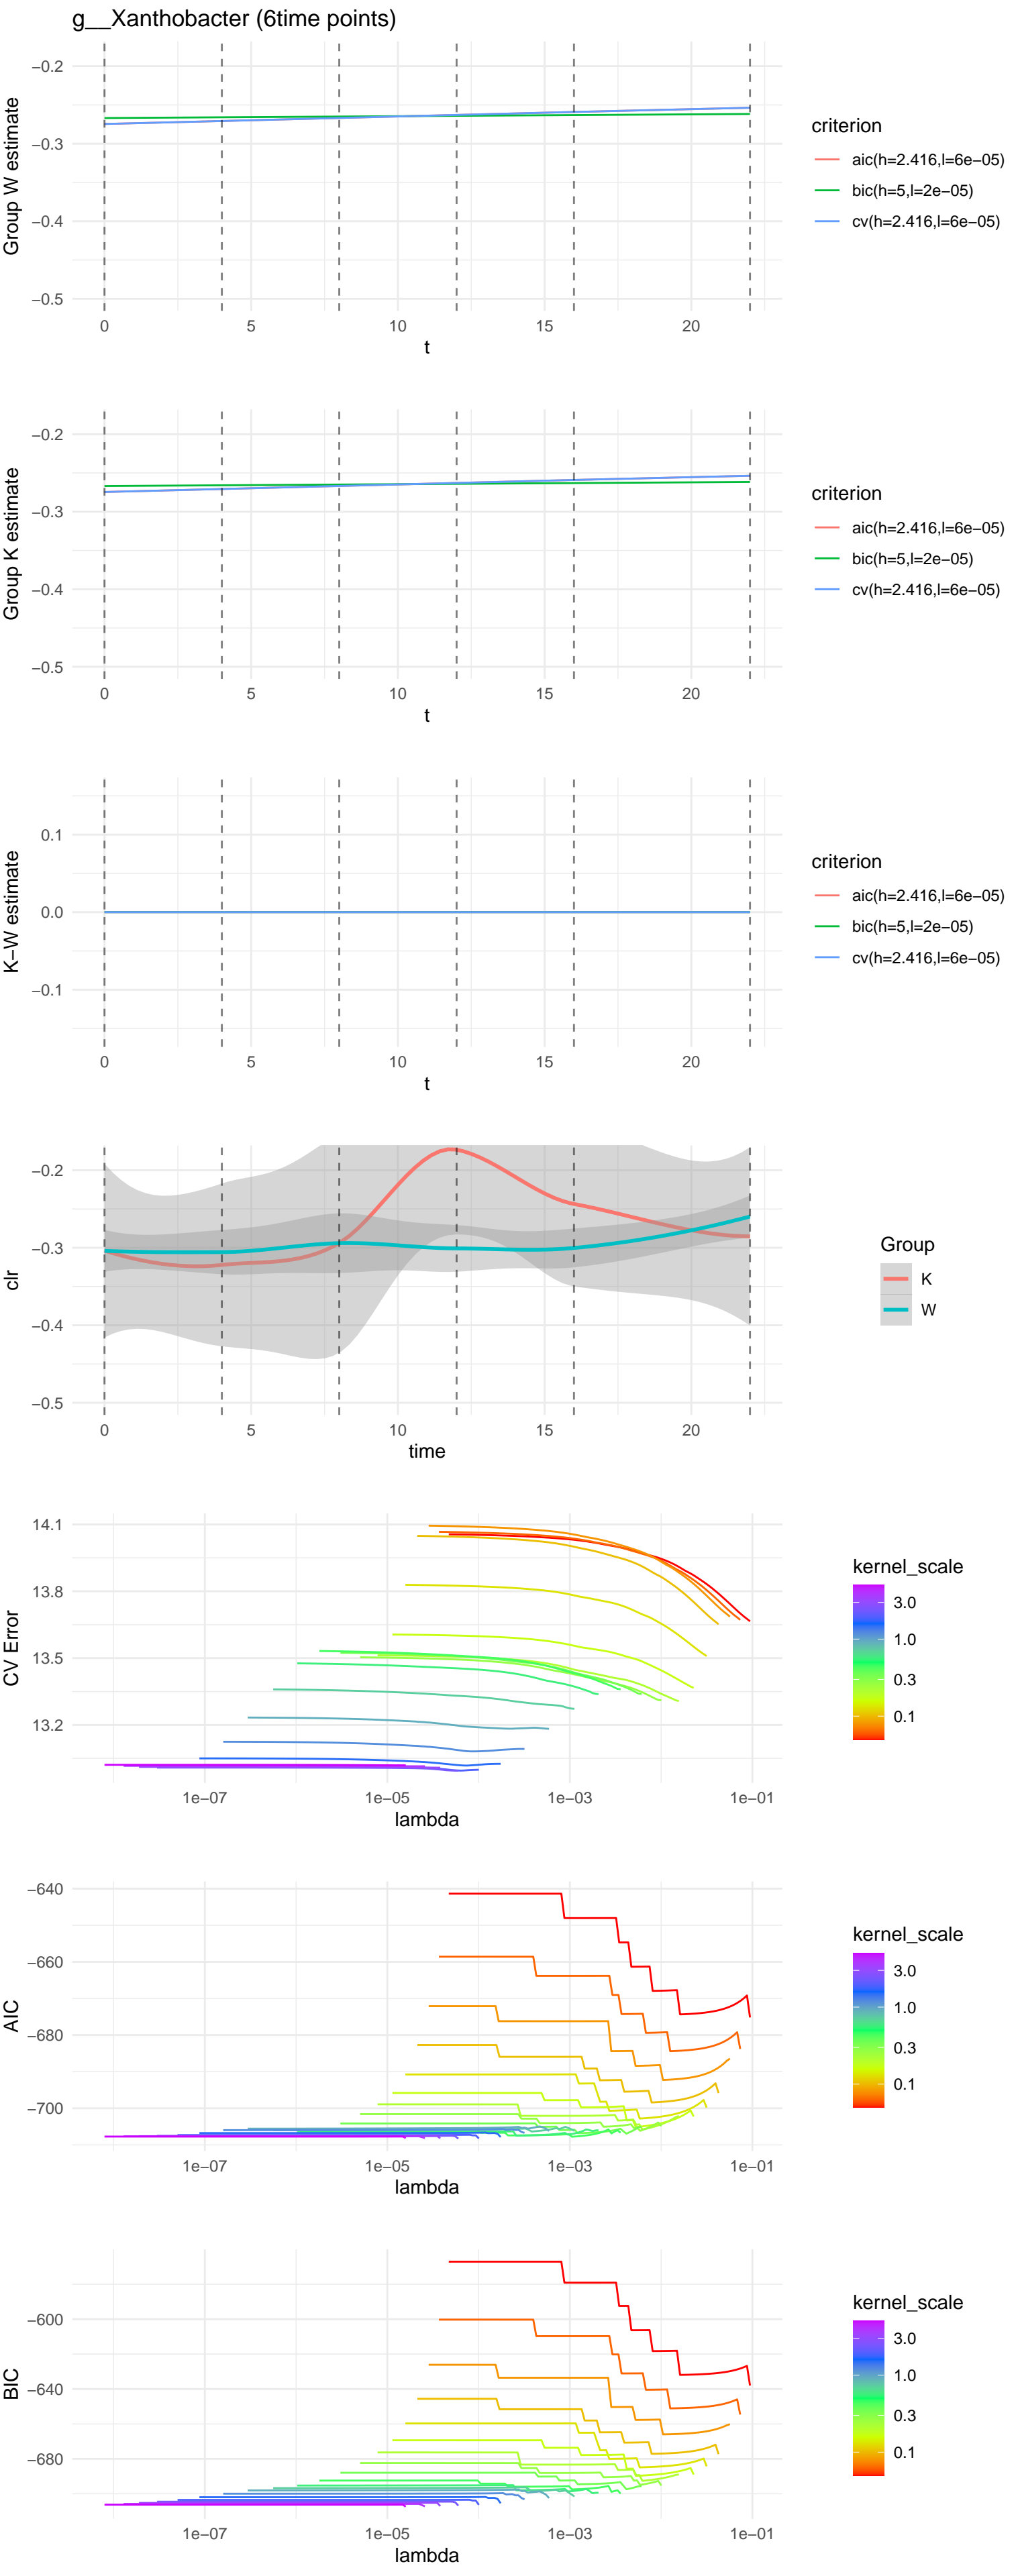 g__Xanthobacter (6time points)
Group W estimate
−0.2
−0.3
−0.4
−0.5
0 5 10 15 20
t
criterion
aic(h=2.416,l=6e−05)
bic(h=5,l=2e−05)
cv(h=2.416,l=6e−05)
Group K estimate
−0.2
−0.3
−0.4
−0.5
0 5 10 15 20
t
criterion
aic(h=2.416,l=6e−05)
bic(h=5,l=2e−05)
cv(h=2.416,l=6e−05)
K−W estimate
0.1
0.0
−0.1
0 5 10 15 20
t
criterion
aic(h=2.416,l=6e−05)
bic(h=5,l=2e−05)
cv(h=2.416,l=6e−05)
clr
−0.2
−0.3
−0.4
−0.5
0 5 10 15 20
time
Group
K
W
CV Error
14.1
13.8
13.5
13.2
1e−07 1e−05 1e−03 1e−01
lambda
kernel_scale
3.0
1.0
0.3
0.1
AIC
−640
−660
−680
−700
1e−07 1e−05 1e−03 1e−01
lambda
kernel_scale
3.0
1.0
0.3
0.1
BIC
−600
−640
−680
1e−07 1e−05 1e−03 1e−01
lambda
kernel_scale
3.0
1.0
0.3
0.1